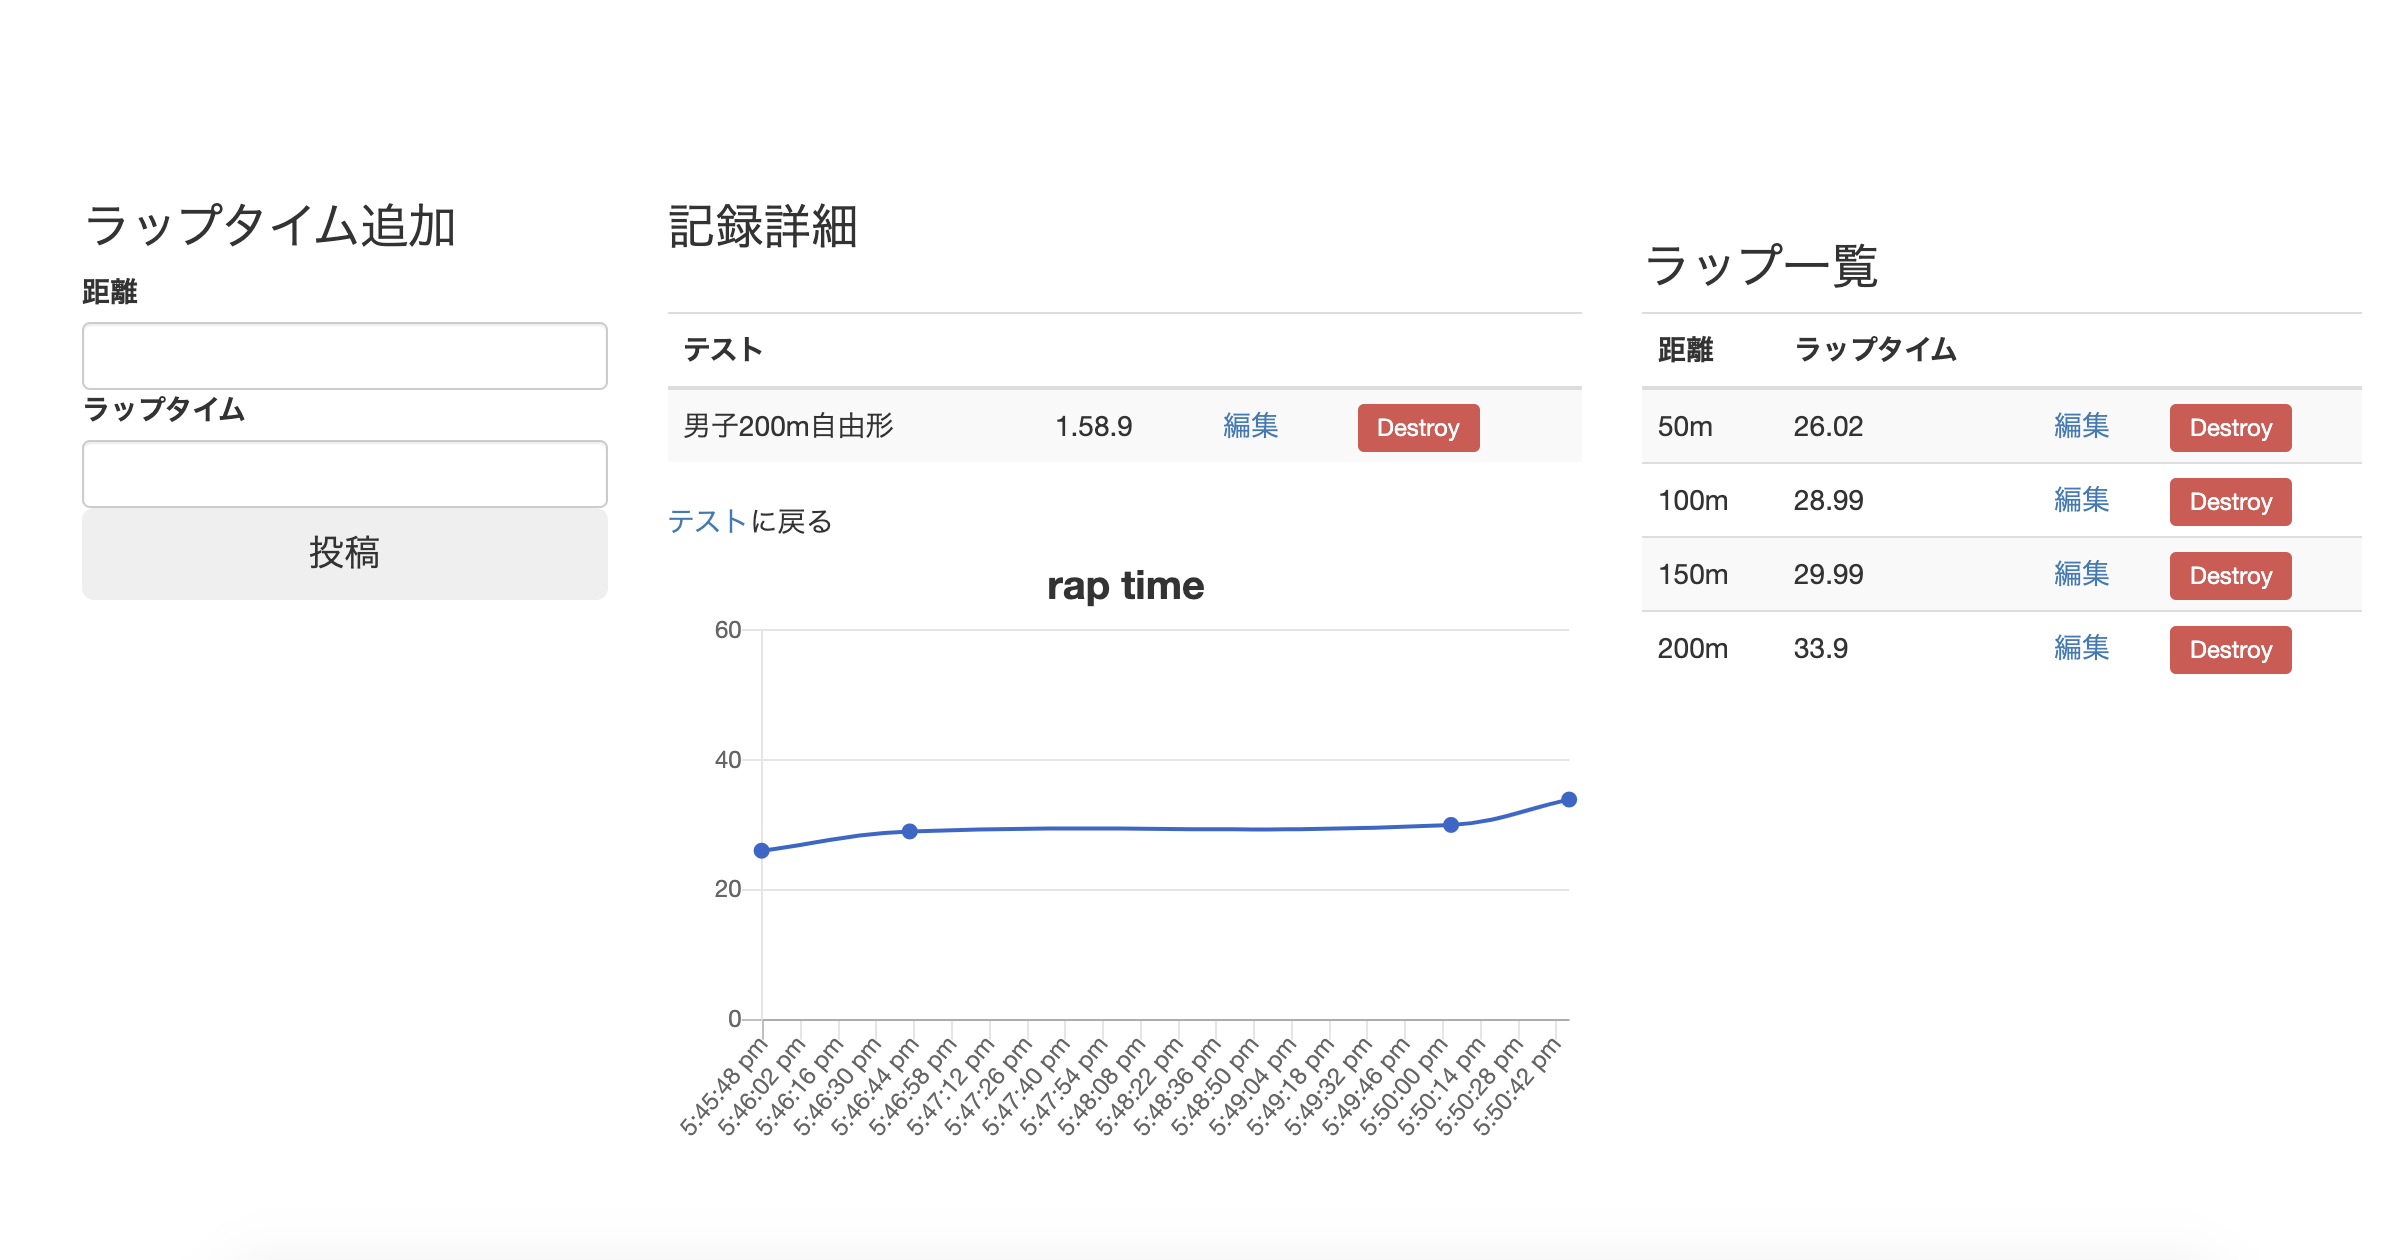 ラップタイム追加
距離
ラップタイム
投稿
記録詳細
テスト
男子200m自由形 1.58.9 編集 Destroy
テストに戻る
rap time
60
40
20
0
5:45:48 pm
5:46:02 pm
5:46:16 pm
5:46:30 pm
5:46:44 pm
5:46:58 pm
5:47:12 pm
5:47:26 pm
5:47:40 pm
5:47:54 pm
5:48:08 pm
5:48:22 pm
5:48:36 pm
5:48:50 pm
5:49:04 pm
5:49:18 pm
5:49:32 pm
5:49:46 pm
5:50:00 pm
5:50:14 pm
5:50:28 pm
5:50:42 pm
ラップ一覧
距離 ラップタイム
50m 26.02 編集 Destroy
100m 28.99 編集 Destroy
150m 29.99 編集 Destroy
200m 33.9 編集 Destroy